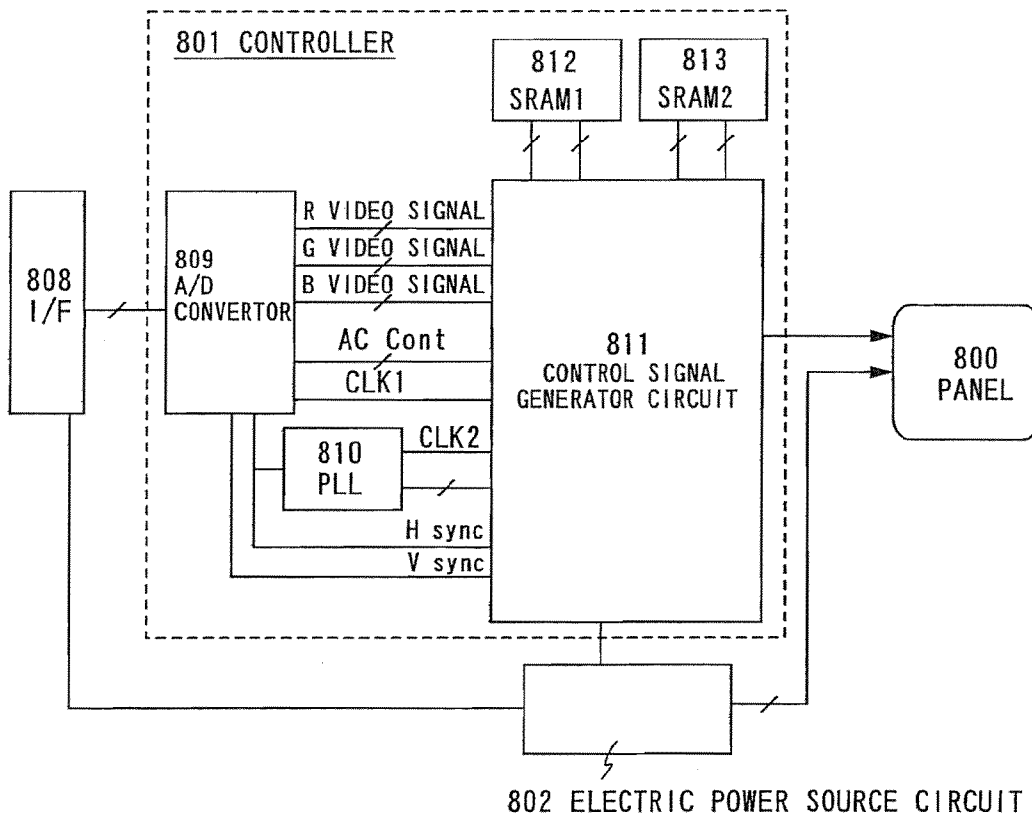 801 CONTROLLER
812
SRAM1
813
SRAM2
808
I/F
809
A/D
CONVERTOR
R VIDEO SIGNAL
G VIDEO SIGNAL
B VIDEO SIGNAL
AC Cont
CLK1
810
PLL
CLK2
H sync
V sync
811
CONTROL SIGNAL
GENERATOR CIRCUIT
800
PANEL
802 ELECTRIC POWER SOURCE CIRCUIT